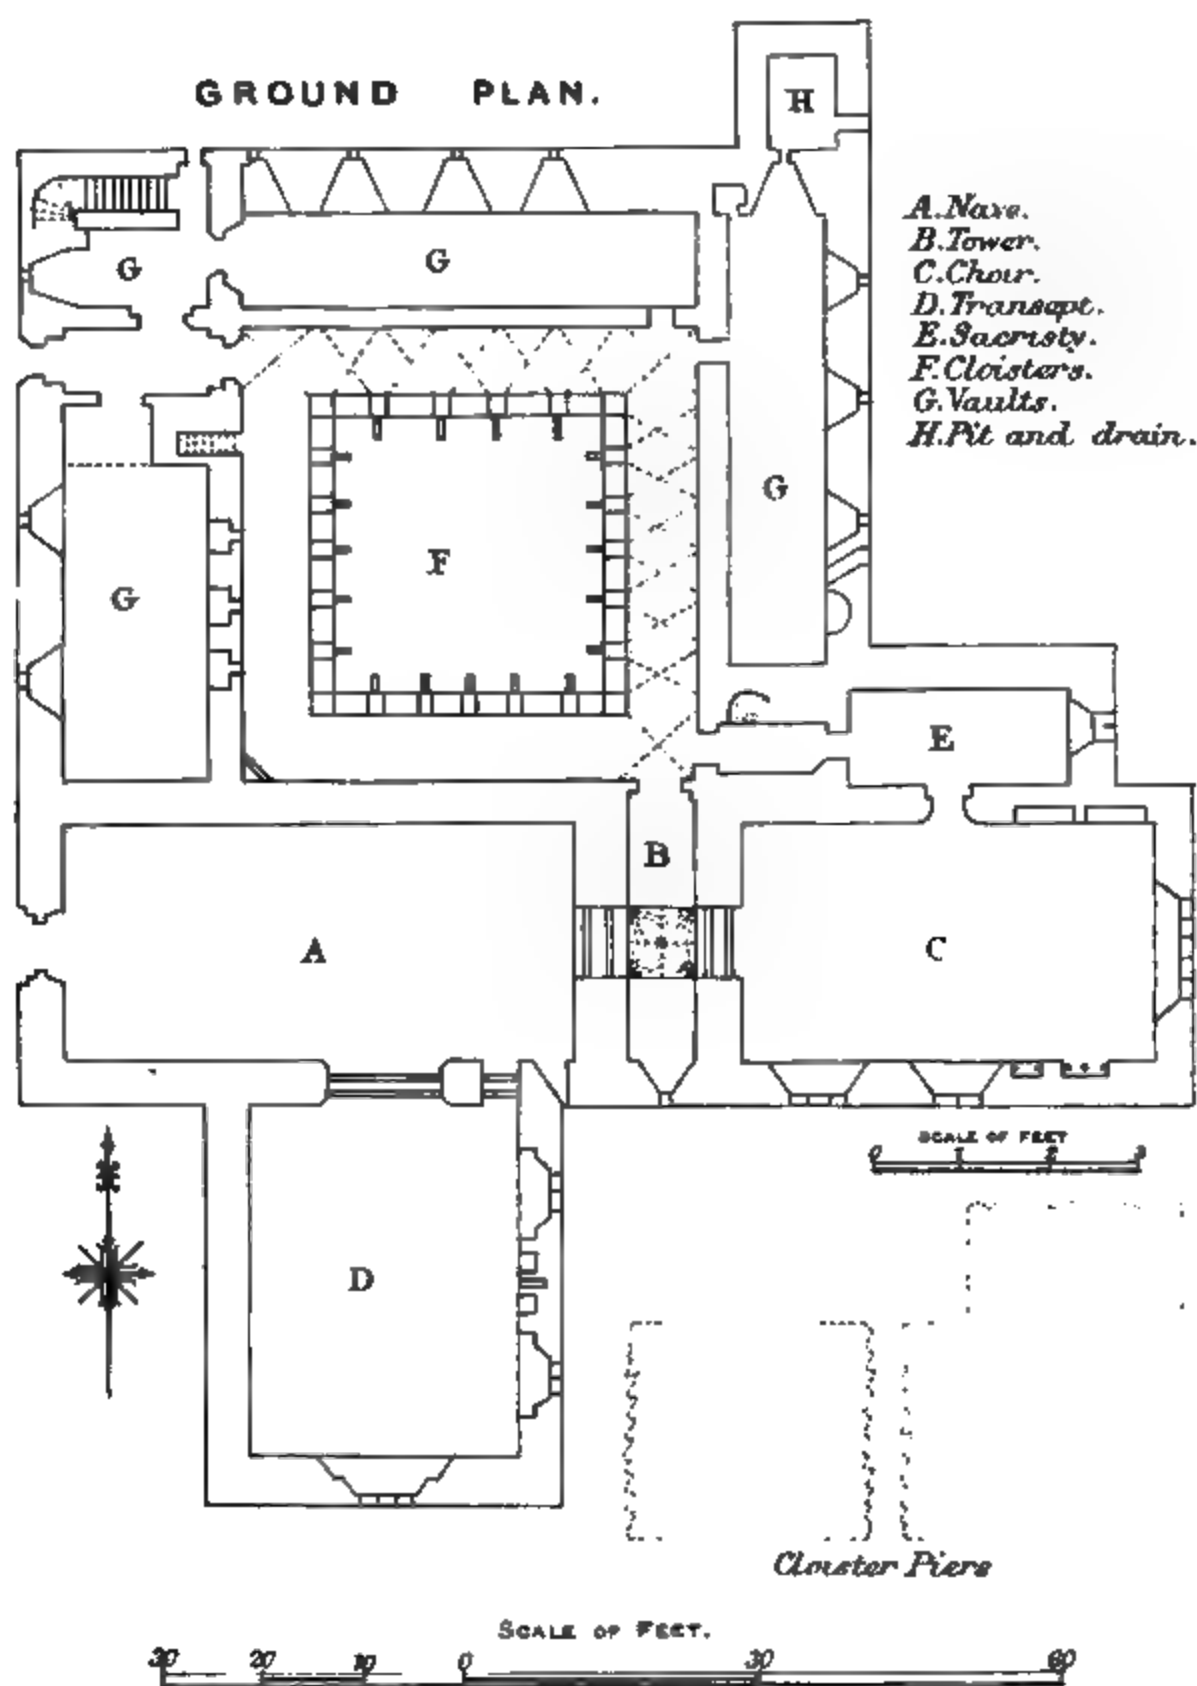 GROUND PLAN.
H
A. Nave.
B. Tower.
C. Choir.
D. Transept.
E. Sacristy.
F. Cloisters.
G. Vaults.
H. Pit and drain.
G
G
G
F
G
E
B
A
C
SCALE OF FEET
0 1 2 3
N
D
Cloister Piers
SCALE OF FEET.
30 20 10 0 30 60